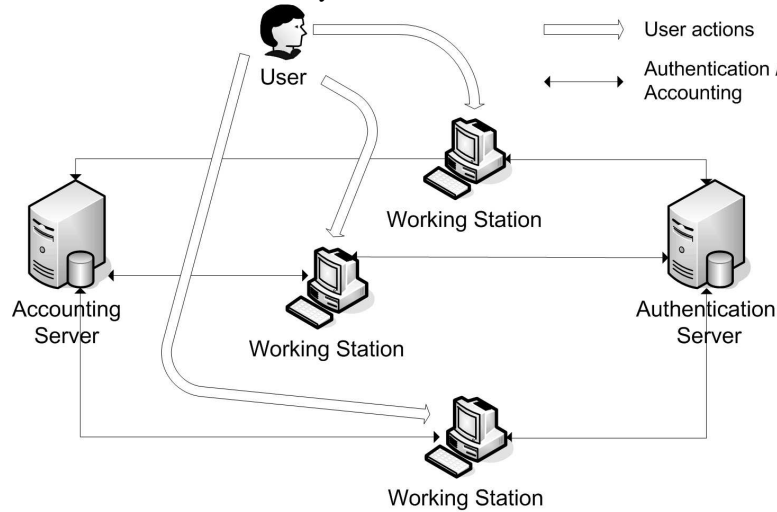 User actions
User
Authentication /
Accounting
Working Station
Accounting
Server
Authentication
Server
Working Station
Working Station